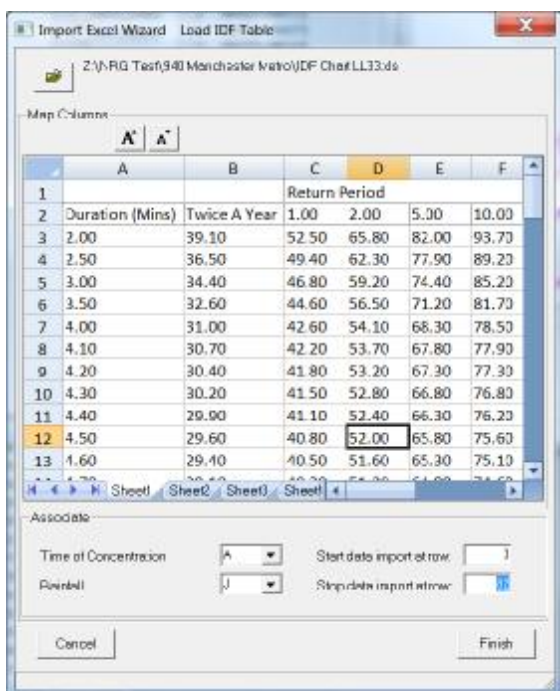 Import Excel Wizard Load IDF Table
Map Columns
A B C D E F
1 Return Period
2 Duration (Mins) Twice A Year 1.00 2.00 5.00 10.00
3 2.00 39.10 52.50 65.80 82.00 93.70
4 2.50 36.50 49.40 62.30 77.90 89.20
5 3.00 34.40 46.80 59.20 74.40 85.20
6 3.50 32.60 44.60 56.50 71.20 81.70
7 4.00 31.00 42.60 54.10 68.30 78.50
8 4.10 30.70 42.20 53.70 67.80 77.90
9 4.20 30.40 41.80 53.20 67.30 77.30
10 4.30 30.20 41.50 52.80 66.80 76.80
11 4.40 29.90 41.10 52.40 66.30 76.20
12 4.50 29.60 40.80 52.00 65.80 75.60
13 4.60 29.40 40.50 51.60 65.30 75.10
Sheet1 Sheet2 Sheet3
Associate
Time of Concentration A Start data import at row:
Rainfall J Stop data import at row:
Cancel Finish